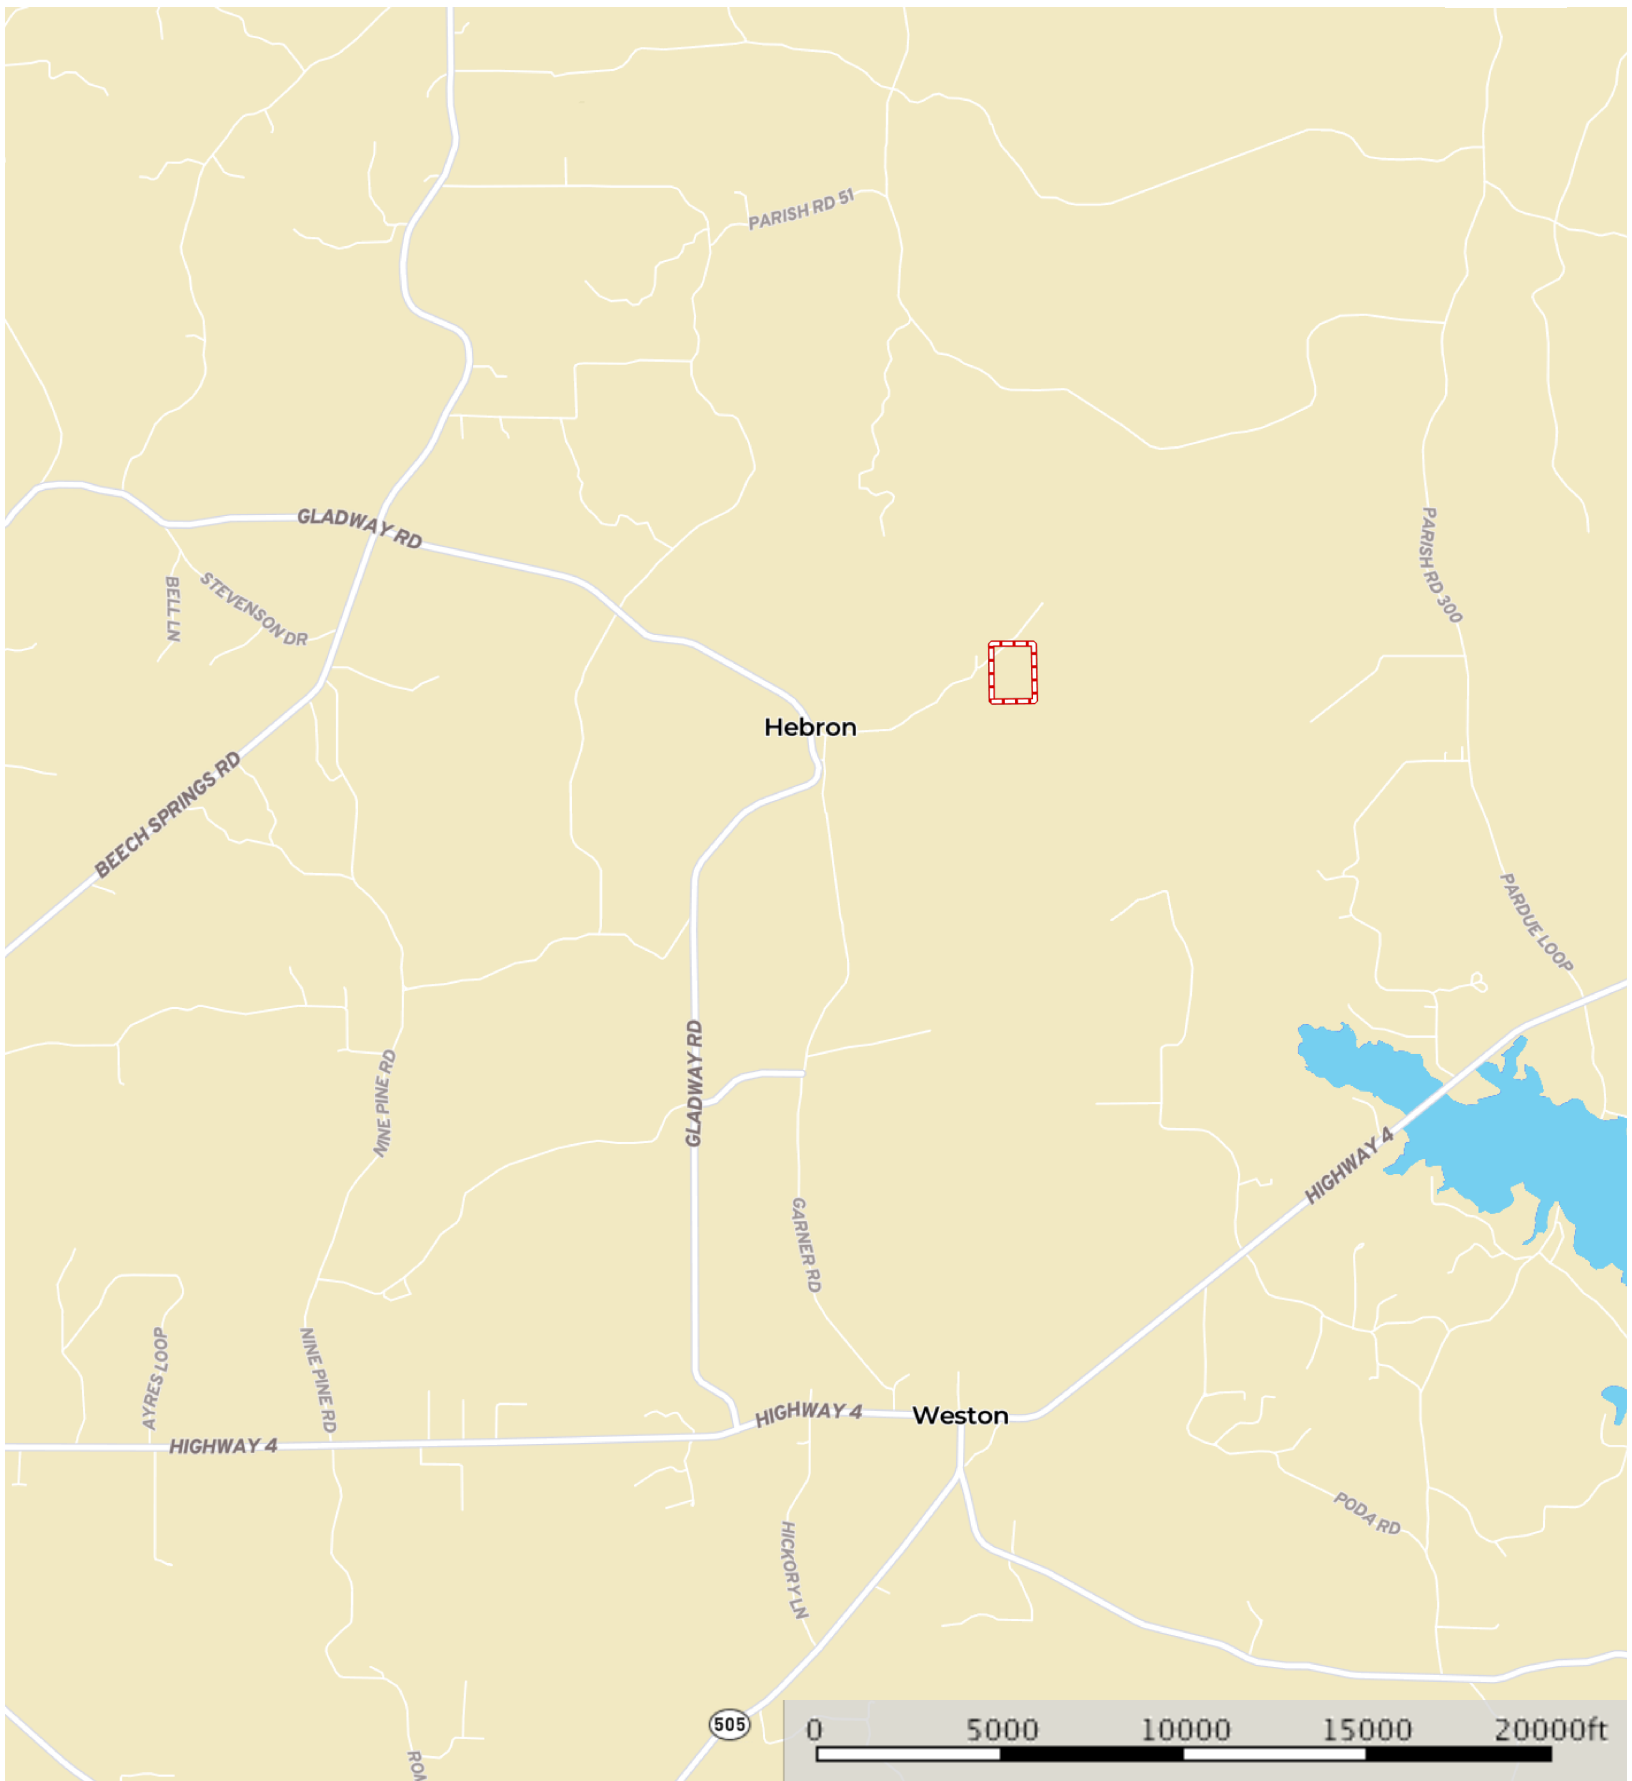 PARISH RD 51
GLADWAY RD
PARISH RD 300
BELL LN
STEVENSON DR
Hebron
BEECH SPRINGS RD
PARDUE LOOP
GLADWAY RD
NINE PINE RD
HIGHWAY 4
GARNER RD
AYRES LOOP
NINE PINE RD
HIGHWAY 4
Weston
HIGHWAY 4
PODA RD
HICKORY LN
505
0 5000 10000 15000 20000ft